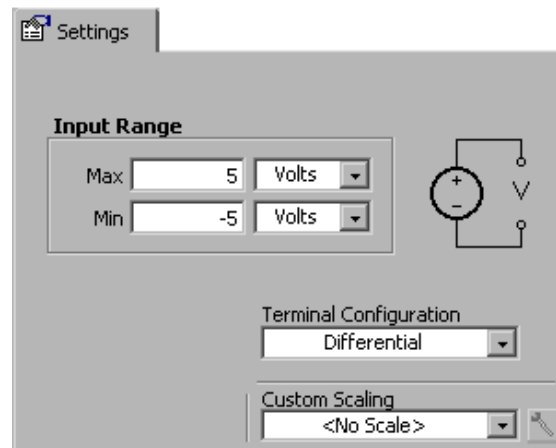 Settings
Input Range
Max 5 Volts
Min -5 Volts
+
V
−
Terminal Configuration
Differential
Custom Scaling
<No Scale>